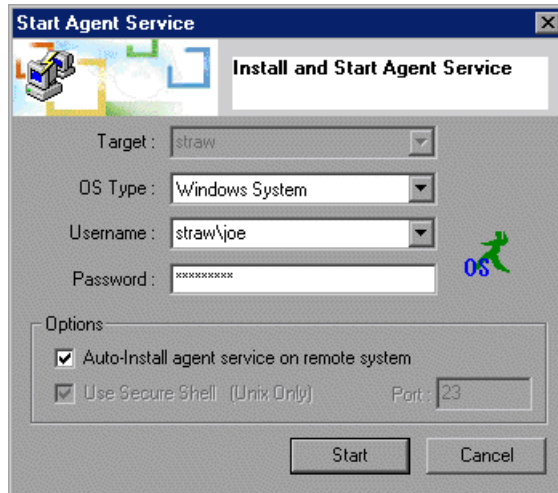 Start Agent Service
Install and Start Agent Service
Target : straw
OS Type : Windows System
Username : straw\joe
OS
Password : *********
Options
Auto-Install agent service on remote system
Use Secure Shell (Unix Only) Port : 23
Start Cancel